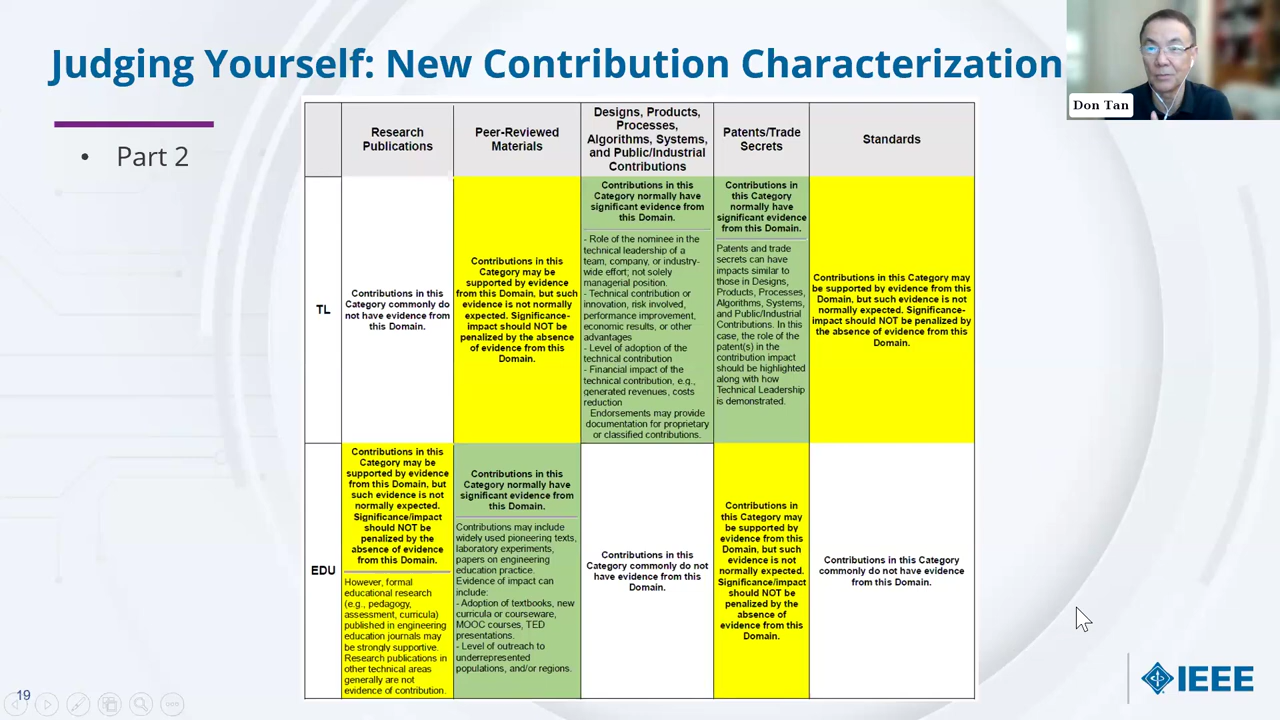 Judging Yourself: New Contribution Characterization
Don Tan
• Part 2
Research
Publications
Peer-Reviewed
Materials
Designs, Products,
Processes,
Algorithms, Systems,
and Public/Industrial
Contributions
Patents/Trade
Secrets
Standards
TL
Contributions in this
Category commonly do
not have evidence from
this Domain.
Contributions in this
Category may be
supported by evidence
from this Domain, but such
evidence is not normally
expected. Significance-
impact should NOT be
penalized by the absence
of evidence from this
Domain.
Contributions in this
Category normally have
significant evidence from
this Domain.
- Role of the nominee in the
technical leadership of a
team, company, or industry-
wide effort; not solely
managerial position.
- Technical contribution or
innovation, risk involved,
performance improvement,
economic results, or other
advantages
- Level of adoption of the
technical contribution
- Financial impact of the
technical contribution, e.g.,
generated revenues, costs
reduction
Endorsements may provide
documentation for proprietary
or classified contributions.
Contributions in
this Category
normally have
significant evidence
from this Domain.
Patents and trade
secrets can have
impacts similar to
those in Designs,
Products, Processes,
Algorithms, Systems,
and Public/Industrial
Contributions. In this
case, the role of the
patent(s) in the
contribution impact
should be highlighted
along with how
Technical Leadership
is demonstrated.
Contributions in this Category may
be supported by evidence from this
Domain, but such evidence is not
normally expected. Significance-
impact should NOT be penalized by
the absence of evidence from this
Domain.
EDU
Contributions in this
Category may be
supported by evidence
from this Domain, but
such evidence is not
normally expected.
Significance/impact
should NOT be
penalized by the
absence of evidence
from this Domain.
However, formal
educational research
(e.g., pedagogy,
assessment, curricula)
published in engineering
education journals may
be strongly supportive.
Research publications in
other technical areas
generally are not
evidence of contribution.
Contributions in this
Category normally have
significant evidence from
this Domain.
Contributions may include
widely used pioneering texts,
laboratory experiments,
papers on engineering
education practice.
Evidence of impact can
include:
- Adoption of textbooks, new
curricula or courseware,
MOOC courses, TED
presentations.
- Level of outreach to
underrepresented
populations, and/or regions.
Contributions in this
Category commonly do not
have evidence from this
Domain.
Contributions in
this Category may
be supported by
evidence from this
Domain, but such
evidence is not
normally expected.
Significance/impact
should NOT be
penalized by the
absence of
evidence from this
Domain.
Contributions in this Category
commonly do not have evidence
from this Domain.
19
IEEE